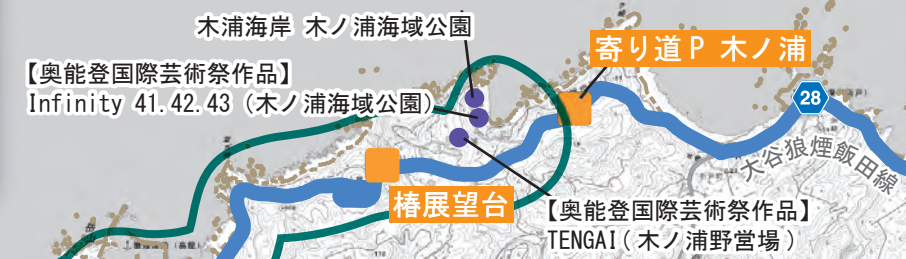 木浦海岸 木ノ浦海域公園
寄り道P 木ノ浦
【奥能登国際芸術祭作品】
Infinity 41.42.43 (木ノ浦海域公園)
28
大谷狼煙飯田線
椿展望台
【奥能登国際芸術祭作品】
TENGAI(木ノ浦野営場)